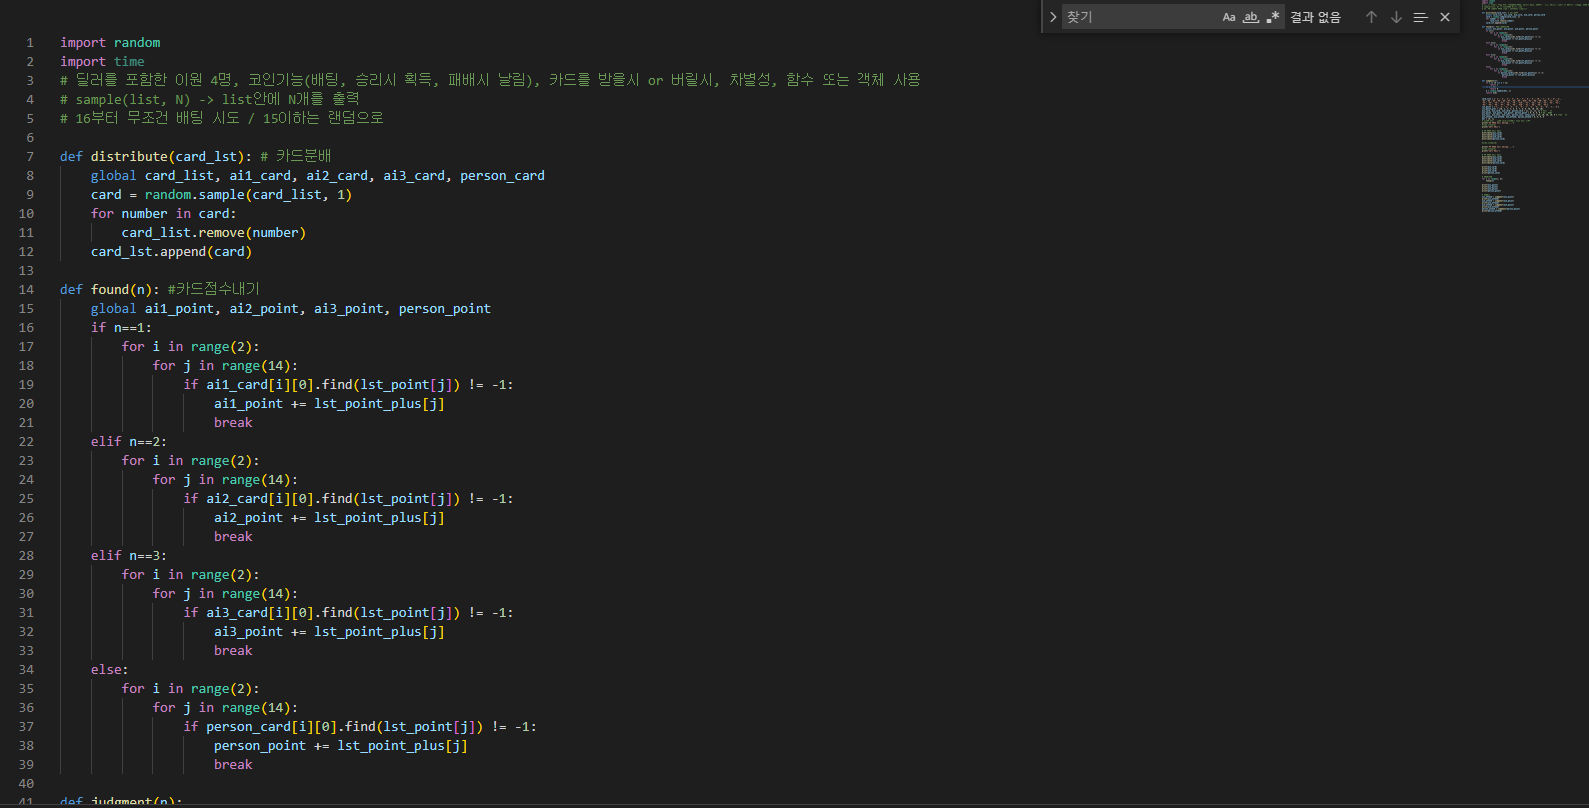 찾기
Aa ab .* 결과 없음
1 import random
2 import time
3 # 딜러를 포함한 이원 4명, 코인기능(배팅, 승리시 획득, 패배시 날림), 카드를 받을시 or 버릴시, 차별성, 함수 또는 객체 사용
4 # sample(list, N) -> list안에 N개를 출력
5 # 16부터 무조건 배팅 시도 / 15이하는 랜덤으로
6
7 def distribute(card_lst): # 카드분배
8 global card_list, ai1_card, ai2_card, ai3_card, person_card
9 card = random.sample(card_list, 1)
10 for number in card:
11 card_list.remove(number)
12 card_lst.append(card)
13
14 def found(n): #카드점수내기
15 global ai1_point, ai2_point, ai3_point, person_point
16 if n==1:
17 for i in range(2):
18 for j in range(14):
19 if ai1_card[i][0].find(lst_point[j]) != -1:
20 ai1_point += lst_point_plus[j]
21 break
22 elif n==2:
23 for i in range(2):
24 for j in range(14):
25 if ai2_card[i][0].find(lst_point[j]) != -1:
26 ai2_point += lst_point_plus[j]
27 break
28 elif n==3:
29 for i in range(2):
30 for j in range(14):
31 if ai3_card[i][0].find(lst_point[j]) != -1:
32 ai3_point += lst_point_plus[j]
33 break
34 else:
35 for i in range(2):
36 for j in range(14):
37 if person_card[i][0].find(lst_point[j]) != -1:
38 person_point += lst_point_plus[j]
39 break
40
41 def judgment(n):